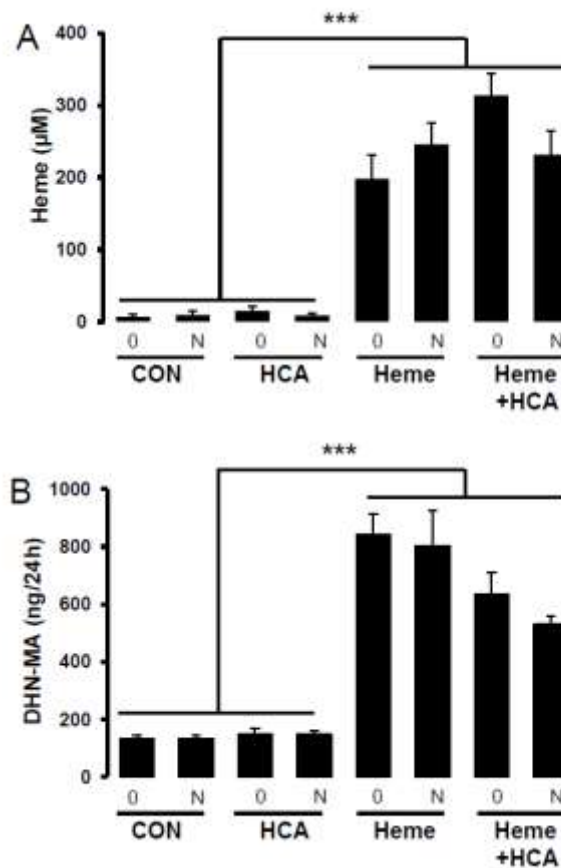 A
***
400
300
200
100
0
Heme (µM)
0 N 0 N 0 N 0 N
CON HCA Heme Heme
+HCA
B
***
1000
800
600
400
200
0
DHN-MA (ng/24h)
0 N 0 N 0 N 0 N
CON HCA Heme Heme
+HCA